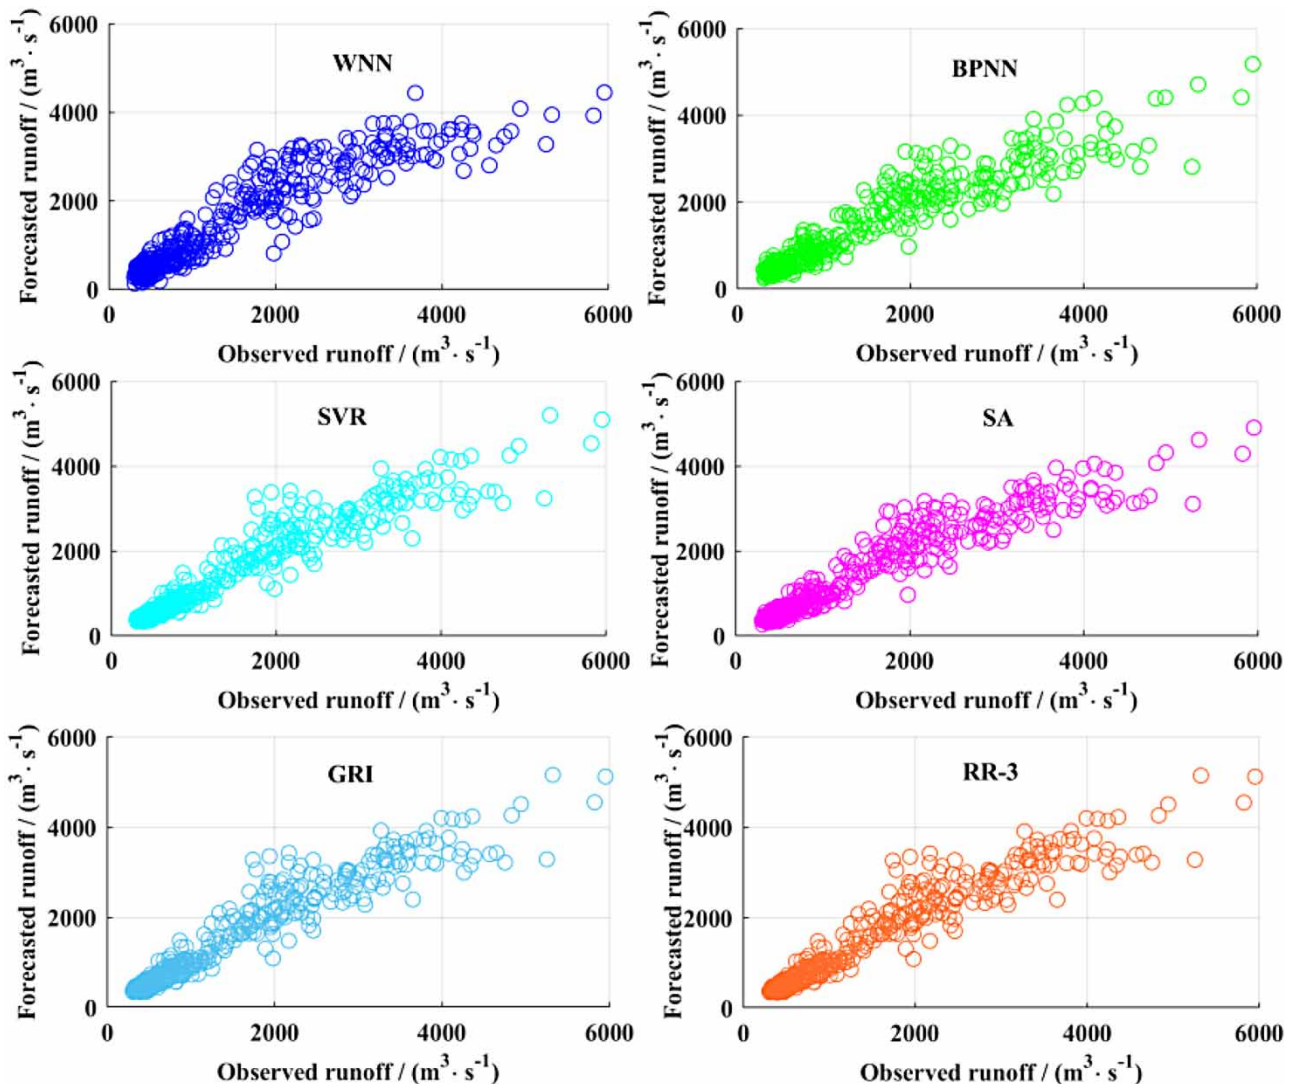 WNN
Forecasted runoff / (m³· s⁻¹)
6000
4000
2000
0
0 2000 4000 6000
Observed runoff / (m³· s⁻¹)
BPNN
Forecasted runoff / (m³· s⁻¹)
6000
4000
2000
0
0 2000 4000 6000
Observed runoff / (m³· s⁻¹)
SVR
Forecasted runoff / (m³· s⁻¹)
6000
4000
2000
0
0 2000 4000 6000
Observed runoff / (m³· s⁻¹)
SA
Forecasted runoff / (m³· s⁻¹)
6000
4000
2000
0
0 2000 4000 6000
Observed runoff / (m³· s⁻¹)
GRI
Forecasted runoff / (m³· s⁻¹)
6000
4000
2000
0
0 2000 4000 6000
Observed runoff / (m³· s⁻¹)
RR-3
Forecasted runoff / (m³· s⁻¹)
6000
4000
2000
0
0 2000 4000 6000
Observed runoff / (m³· s⁻¹)